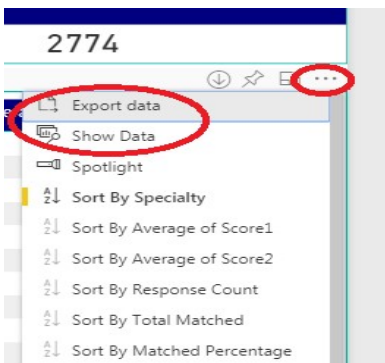 2774
Export data
Show Data
Spotlight
Sort By Specialty
Sort By Average of Score1
Sort By Average of Score2
Sort By Response Count
Sort By Total Matched
Sort By Matched Percentage